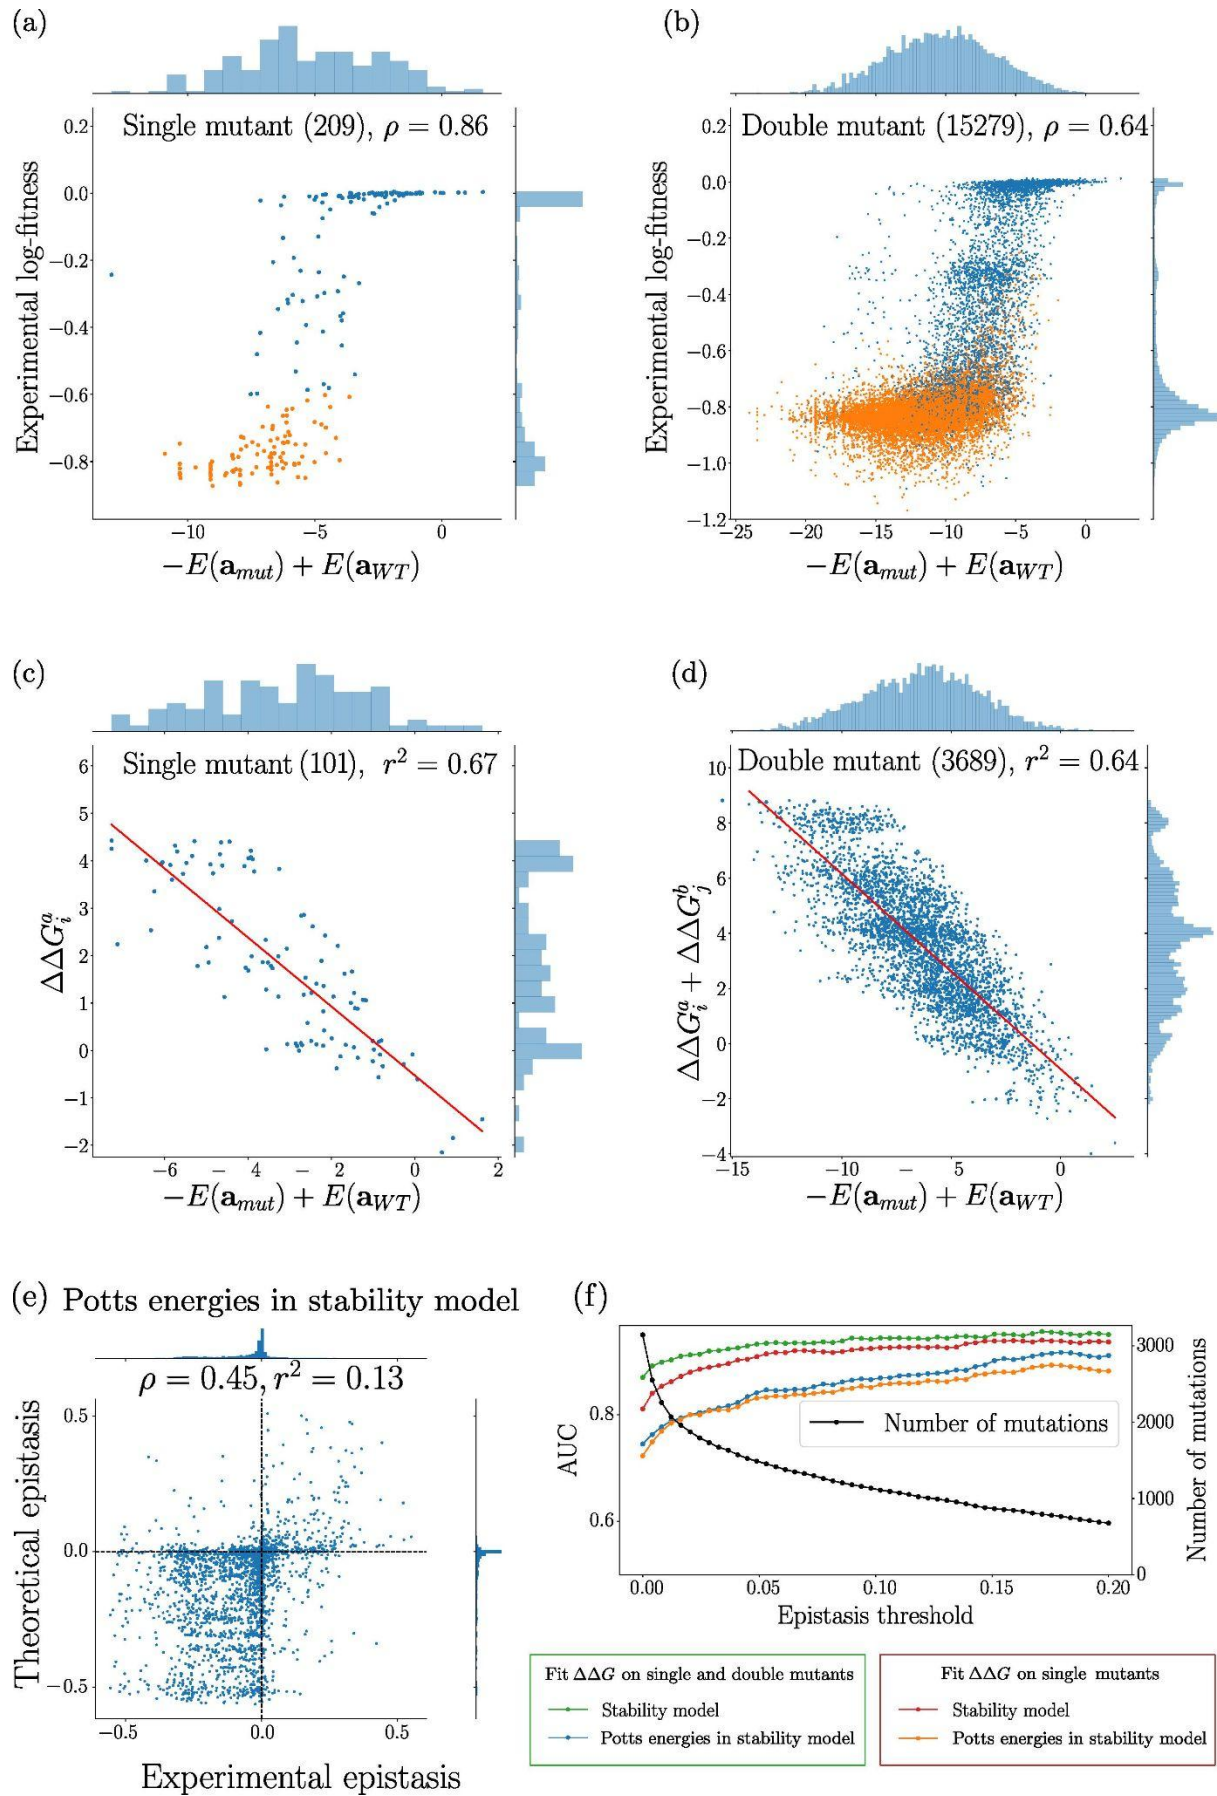 (a)
Single mutant (209), ρ = 0.86
0.2
0.0
−0.2
−0.4
−0.6
−0.8
Experimental log-fitness
−10 −5 0
−E(a_mut) + E(a_WT)
(b)
Double mutant (15279), ρ = 0.64
0.2
0.0
−0.2
−0.4
−0.6
−0.8
−1.0
−1.2
Experimental log-fitness
−25 −20 −15 −10 −5 0
−E(a_mut) + E(a_WT)
(c)
Single mutant (101), r² = 0.67
6
5
4
3
2
1
0
−1
−2
ΔΔG_i^a
−6 −4 −2 0 2
−E(a_mut) + E(a_WT)
(d)
Double mutant (3689), r² = 0.64
10
8
6
4
2
0
−2
−4
ΔΔG_i^a + ΔΔG_j^b
−15 −10 − 5 0
−E(a_mut) + E(a_WT)
(e) Potts energies in stability model
ρ = 0.45, r² = 0.13
0.5
0.0
−0.5
Theoretical epistasis
−0.5 0.0 0.5
Experimental epistasis
(f)
0.8
0.6
AUC
Number of mutations
3000
2000
1000
0
Number of mutations
0.00 0.05 0.10 0.15 0.20
Epistasis threshold
Fit ΔΔG on single and double mutants
Stability model
Potts energies in stability model
Fit ΔΔG on single mutants
Stability model
Potts energies in stability model